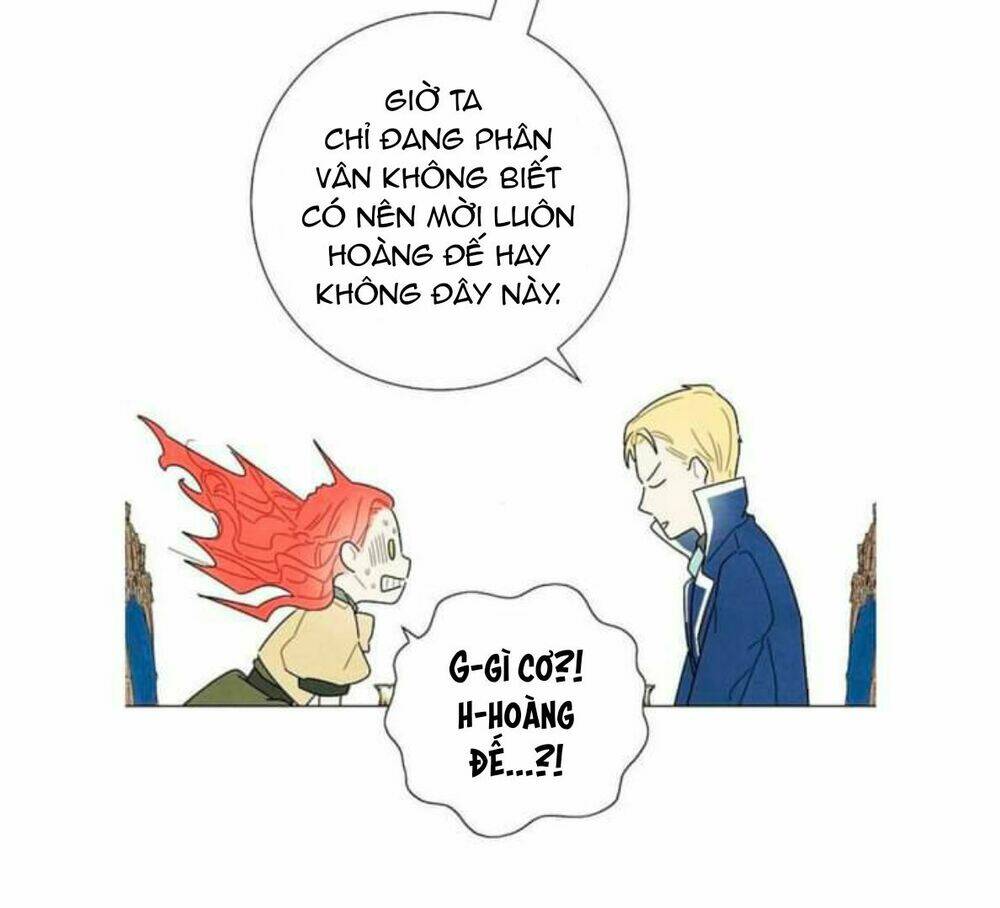 GIỜ TA
CHỈ ĐANG PHÂN
VÂN KHÔNG BIẾT
CÓ NÊN MỜI LUÔN
HOÀNG ĐẾ HAY
KHÔNG ĐÂY NÀY.
G-GÌ CƠ?!
H-HOÀNG
ĐẾ...?!